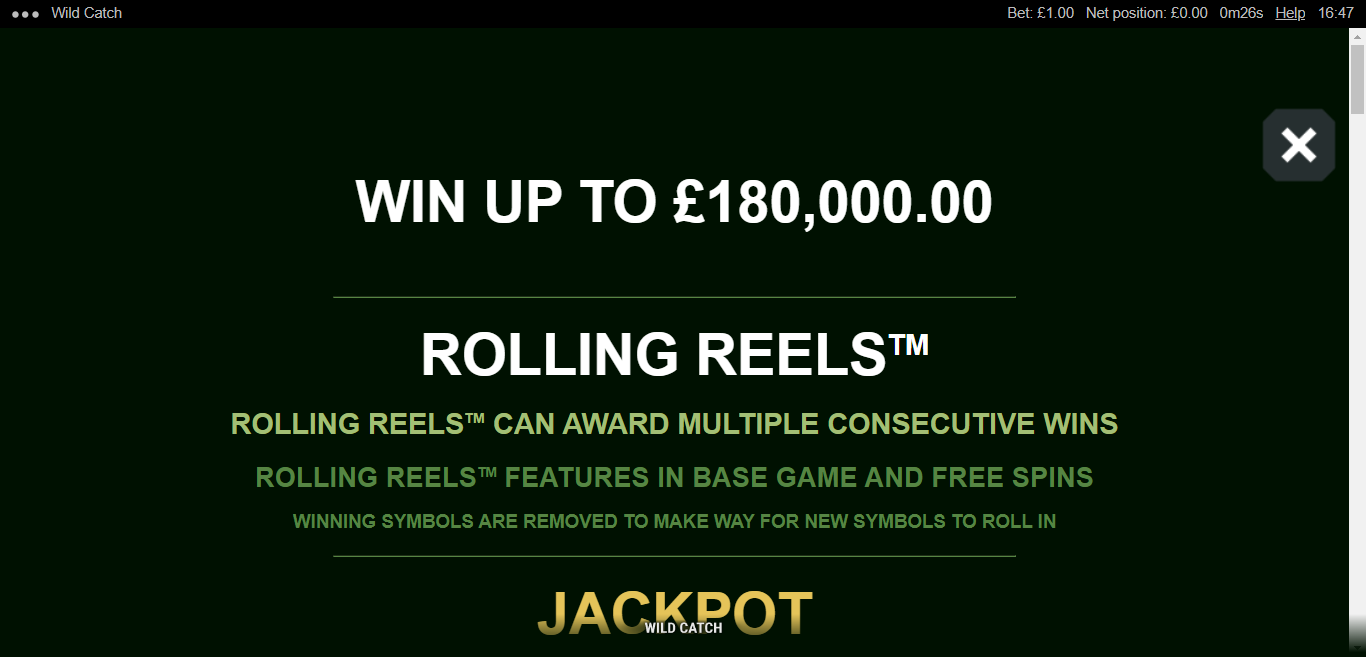 Wild Catch
Bet: £1.00 Net position: £0.00 0m26s Help 16:47
WIN UP TO £180,000.00
ROLLING REELS™
ROLLING REELS™ CAN AWARD MULTIPLE CONSECUTIVE WINS
ROLLING REELS™ FEATURES IN BASE GAME AND FREE SPINS
WINNING SYMBOLS ARE REMOVED TO MAKE WAY FOR NEW SYMBOLS TO ROLL IN
JACKPOT
WILD CATCH